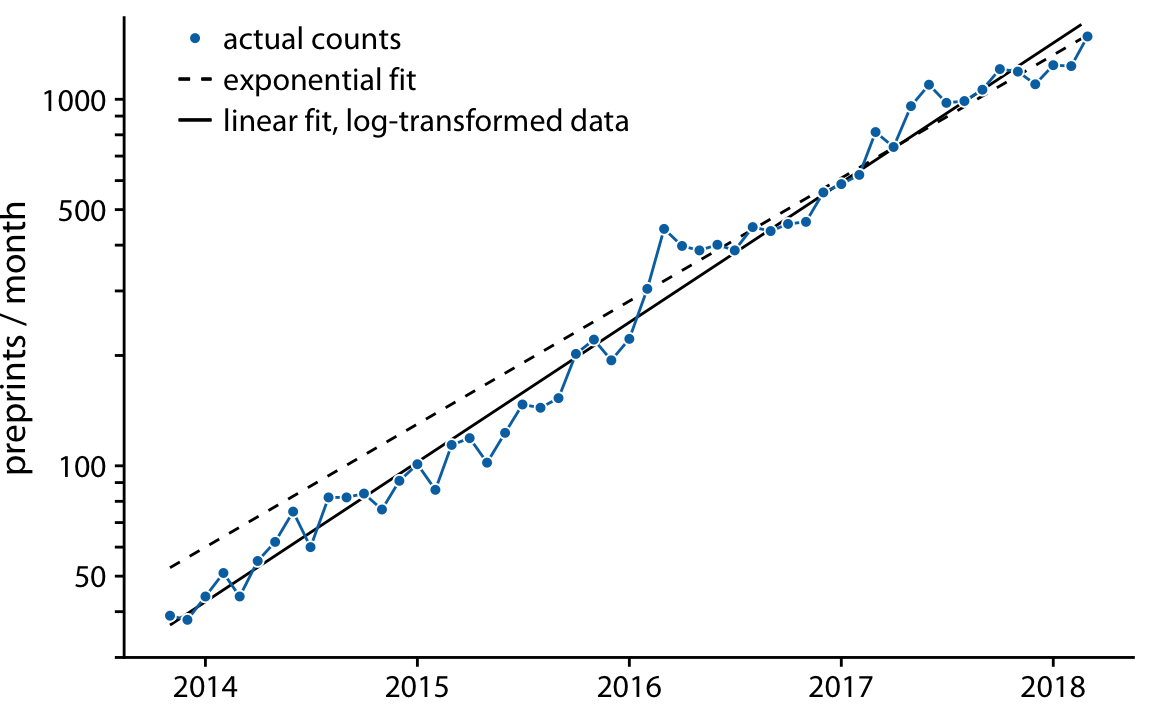 actual counts
exponential fit
linear fit, log-transformed data
preprints / month
1000
500
100
50
2014
2015
2016
2017
2018